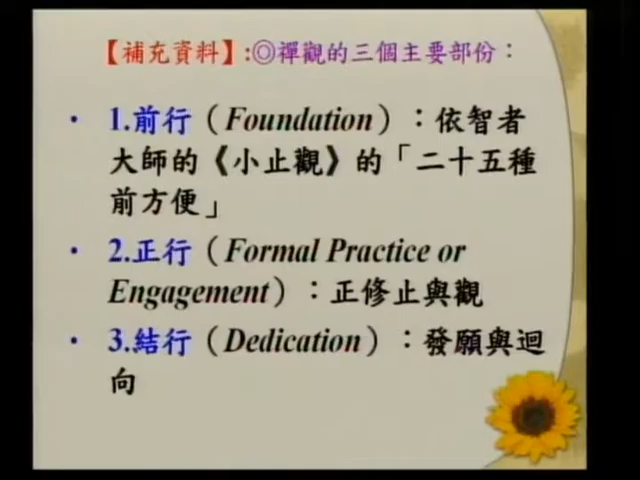 【補充資料】:◎禪觀的三個主要部份：
• 1.前行（Foundation）：依智者
大師的《小止觀》的「二十五種
前方便」
• 2.正行（Formal Practice or
Engagement）：正修止與觀
• 3.結行（Dedication）：發願與迴
向